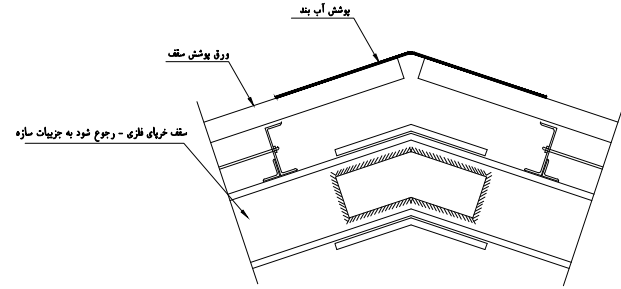 پوشش آب بند
ورق پوشش سقف
سقف خرپای فلزی - رجوع شود به جزییات سازه